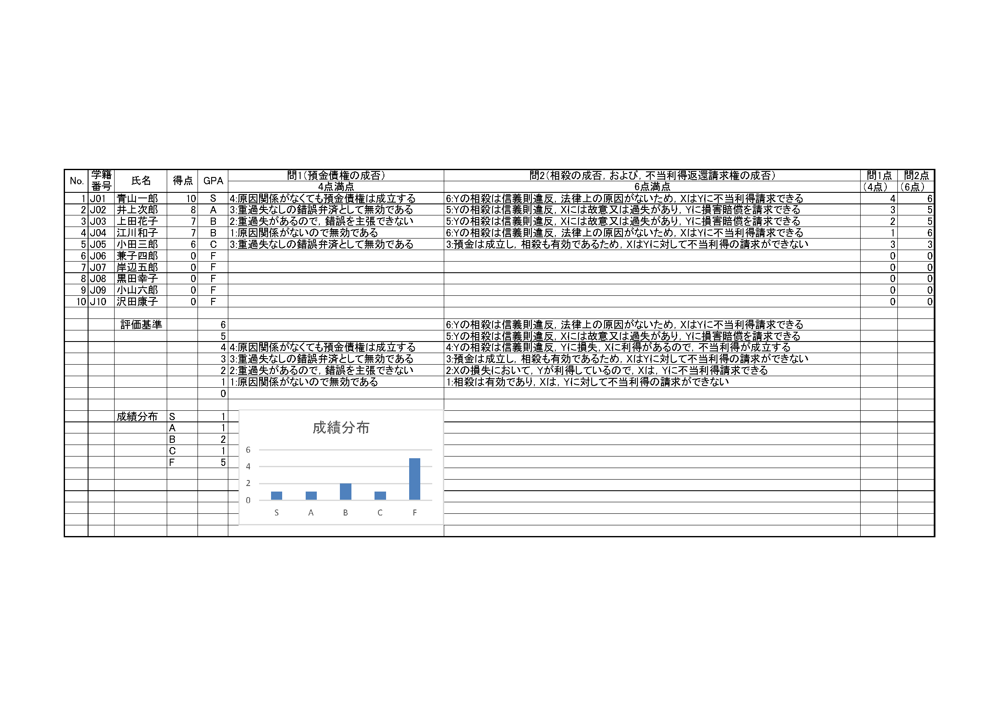 No. 学籍番号 氏名 得点 GPA 問1（預金債権の成否） 問2（相殺の成否，および，不当利得返還請求権の成否） 問1点 問2点
4点満点 6点満点 （4点） （6点）
1 J01 青山一郎 10 S 4:原因関係がなくても預金債権は成立する 6:Yの相殺は信義則違反，法律上の原因がないため，XはYに不当利得請求できる 4 6
2 J02 井上次郎 8 A 3:重過失なしの錯誤弁済として無効である 5:Yの相殺は信義則違反，Xには故意又は過失があり，Yに損害賠償を請求できる 3 5
3 J03 上田花子 7 B 2:重過失があるので，錯誤を主張できない 5:Yの相殺は信義則違反，Xには故意又は過失があり，Yに損害賠償を請求できる 2 5
4 J04 江川和子 7 B 1:原因関係がないので無効である 6:Yの相殺は信義則違反，法律上の原因がないため，XはYに不当利得請求できる 1 6
5 J05 小田三郎 6 C 3:重過失なしの錯誤弁済として無効である 3:預金は成立し，相殺も有効であるため，XはYに対して不当利得の請求ができない 3 3
6 J06 兼子四郎 0 F 0 0
7 J07 岸辺五郎 0 F 0 0
8 J08 黒田幸子 0 F 0 0
9 J09 小山六郎 0 F 0 0
10 J10 沢田康子 0 F 0 0
評価基準 6 6:Yの相殺は信義則違反，法律上の原因がないため，XはYに不当利得請求できる
5 5:Yの相殺は信義則違反，Xには故意又は過失があり，Yに損害賠償を請求できる
4 4:原因関係がなくても預金債権は成立する 4:Yの相殺は信義則違反，Yに損失，Xに利得があるので，不当利得が成立する
3 3:重過失なしの錯誤弁済として無効である 3:預金は成立し，相殺も有効であるため，XはYに対して不当利得の請求ができない
2 2:重過失があるので，錯誤を主張できない 2:Xの損失において，Yが利得しているので，Xは，Yに不当利得請求できる
1 1:原因関係がないので無効である 1:相殺は有効であり，Xは，Yに対して不当利得の請求ができない
0
成績分布 S 1
A 1
B 2
C 1
F 5
成績分布
6
4
2
0
S A B C F